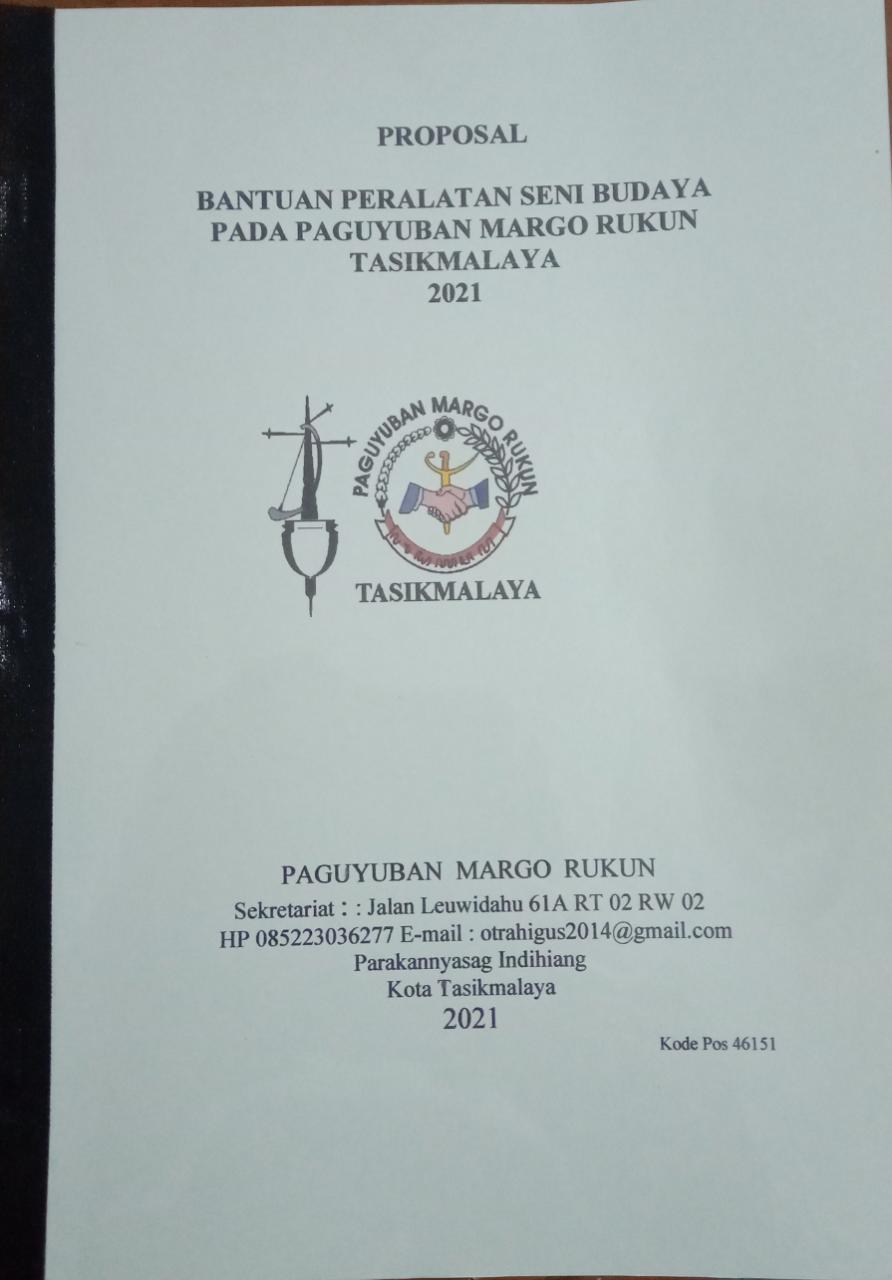 PROPOSAL
BANTUAN PERALATAN SENI BUDAYA
PADA PAGUYUBAN MARGO RUKUN
TASIKMALAYA
2021
PAGUYUBAN MARGO RUKUN
TASIKMALAYA
PAGUYUBAN MARGO RUKUN
Sekretariat : : Jalan Leuwidahu 61A RT 02 RW 02
HP 085223036277 E-mail : otrahigus2014@gmail.com
Parakannyasag Indihiang
Kota Tasikmalaya
2021
Kode Pos 46151